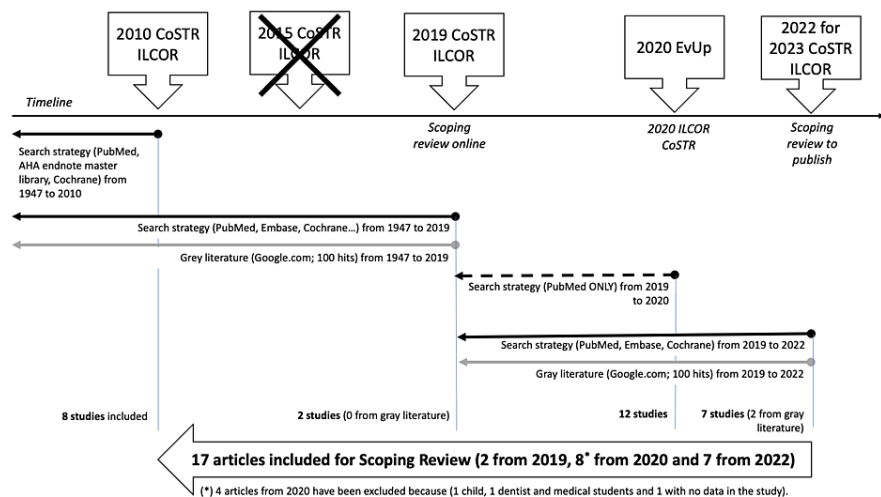 2010 CoSTR
ILCOR
2015 CoSTR
ILCOR
2019 CoSTR
ILCOR
2020 EvUp
2022 for
2023 CoSTR
ILCOR
Timeline
Scoping
review online
2020 ILCOR
CoSTR
Scoping
review to
publish
Search strategy (PubMed,
AHA endnote master
library, Cochrane) from
1947 to 2010
Search strategy (PubMed, Embase, Cochrane…) from 1947 to 2019
Grey literature (Google.com; 100 hits) from 1947 to 2019
Search strategy (PubMed ONLY) from 2019
to 2020
Search strategy (PubMed, Embase, Cochrane) from 2019 to 2022
Gray literature (Google.com; 100 hits) from 2019 to 2022
8 studies included
2 studies (0 from gray literature)
12 studies
7 studies (2 from gray
literature)
17 articles included for Scoping Review (2 from 2019, 8* from 2020 and 7 from 2022)
(*) 4 articles from 2020 have been excluded because (1 child, 1 dentist and medical students and 1 with no data in the study).